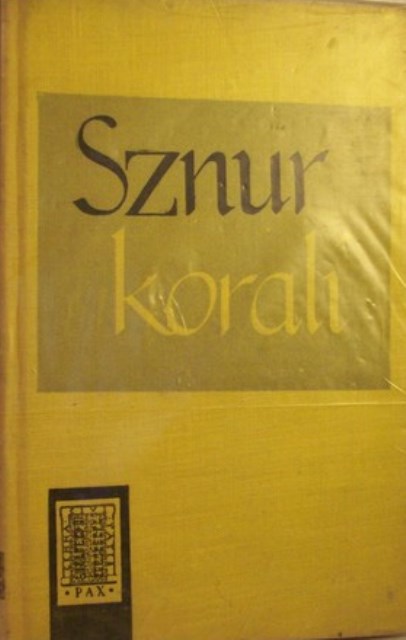 Sznur
korali
· PAX ·